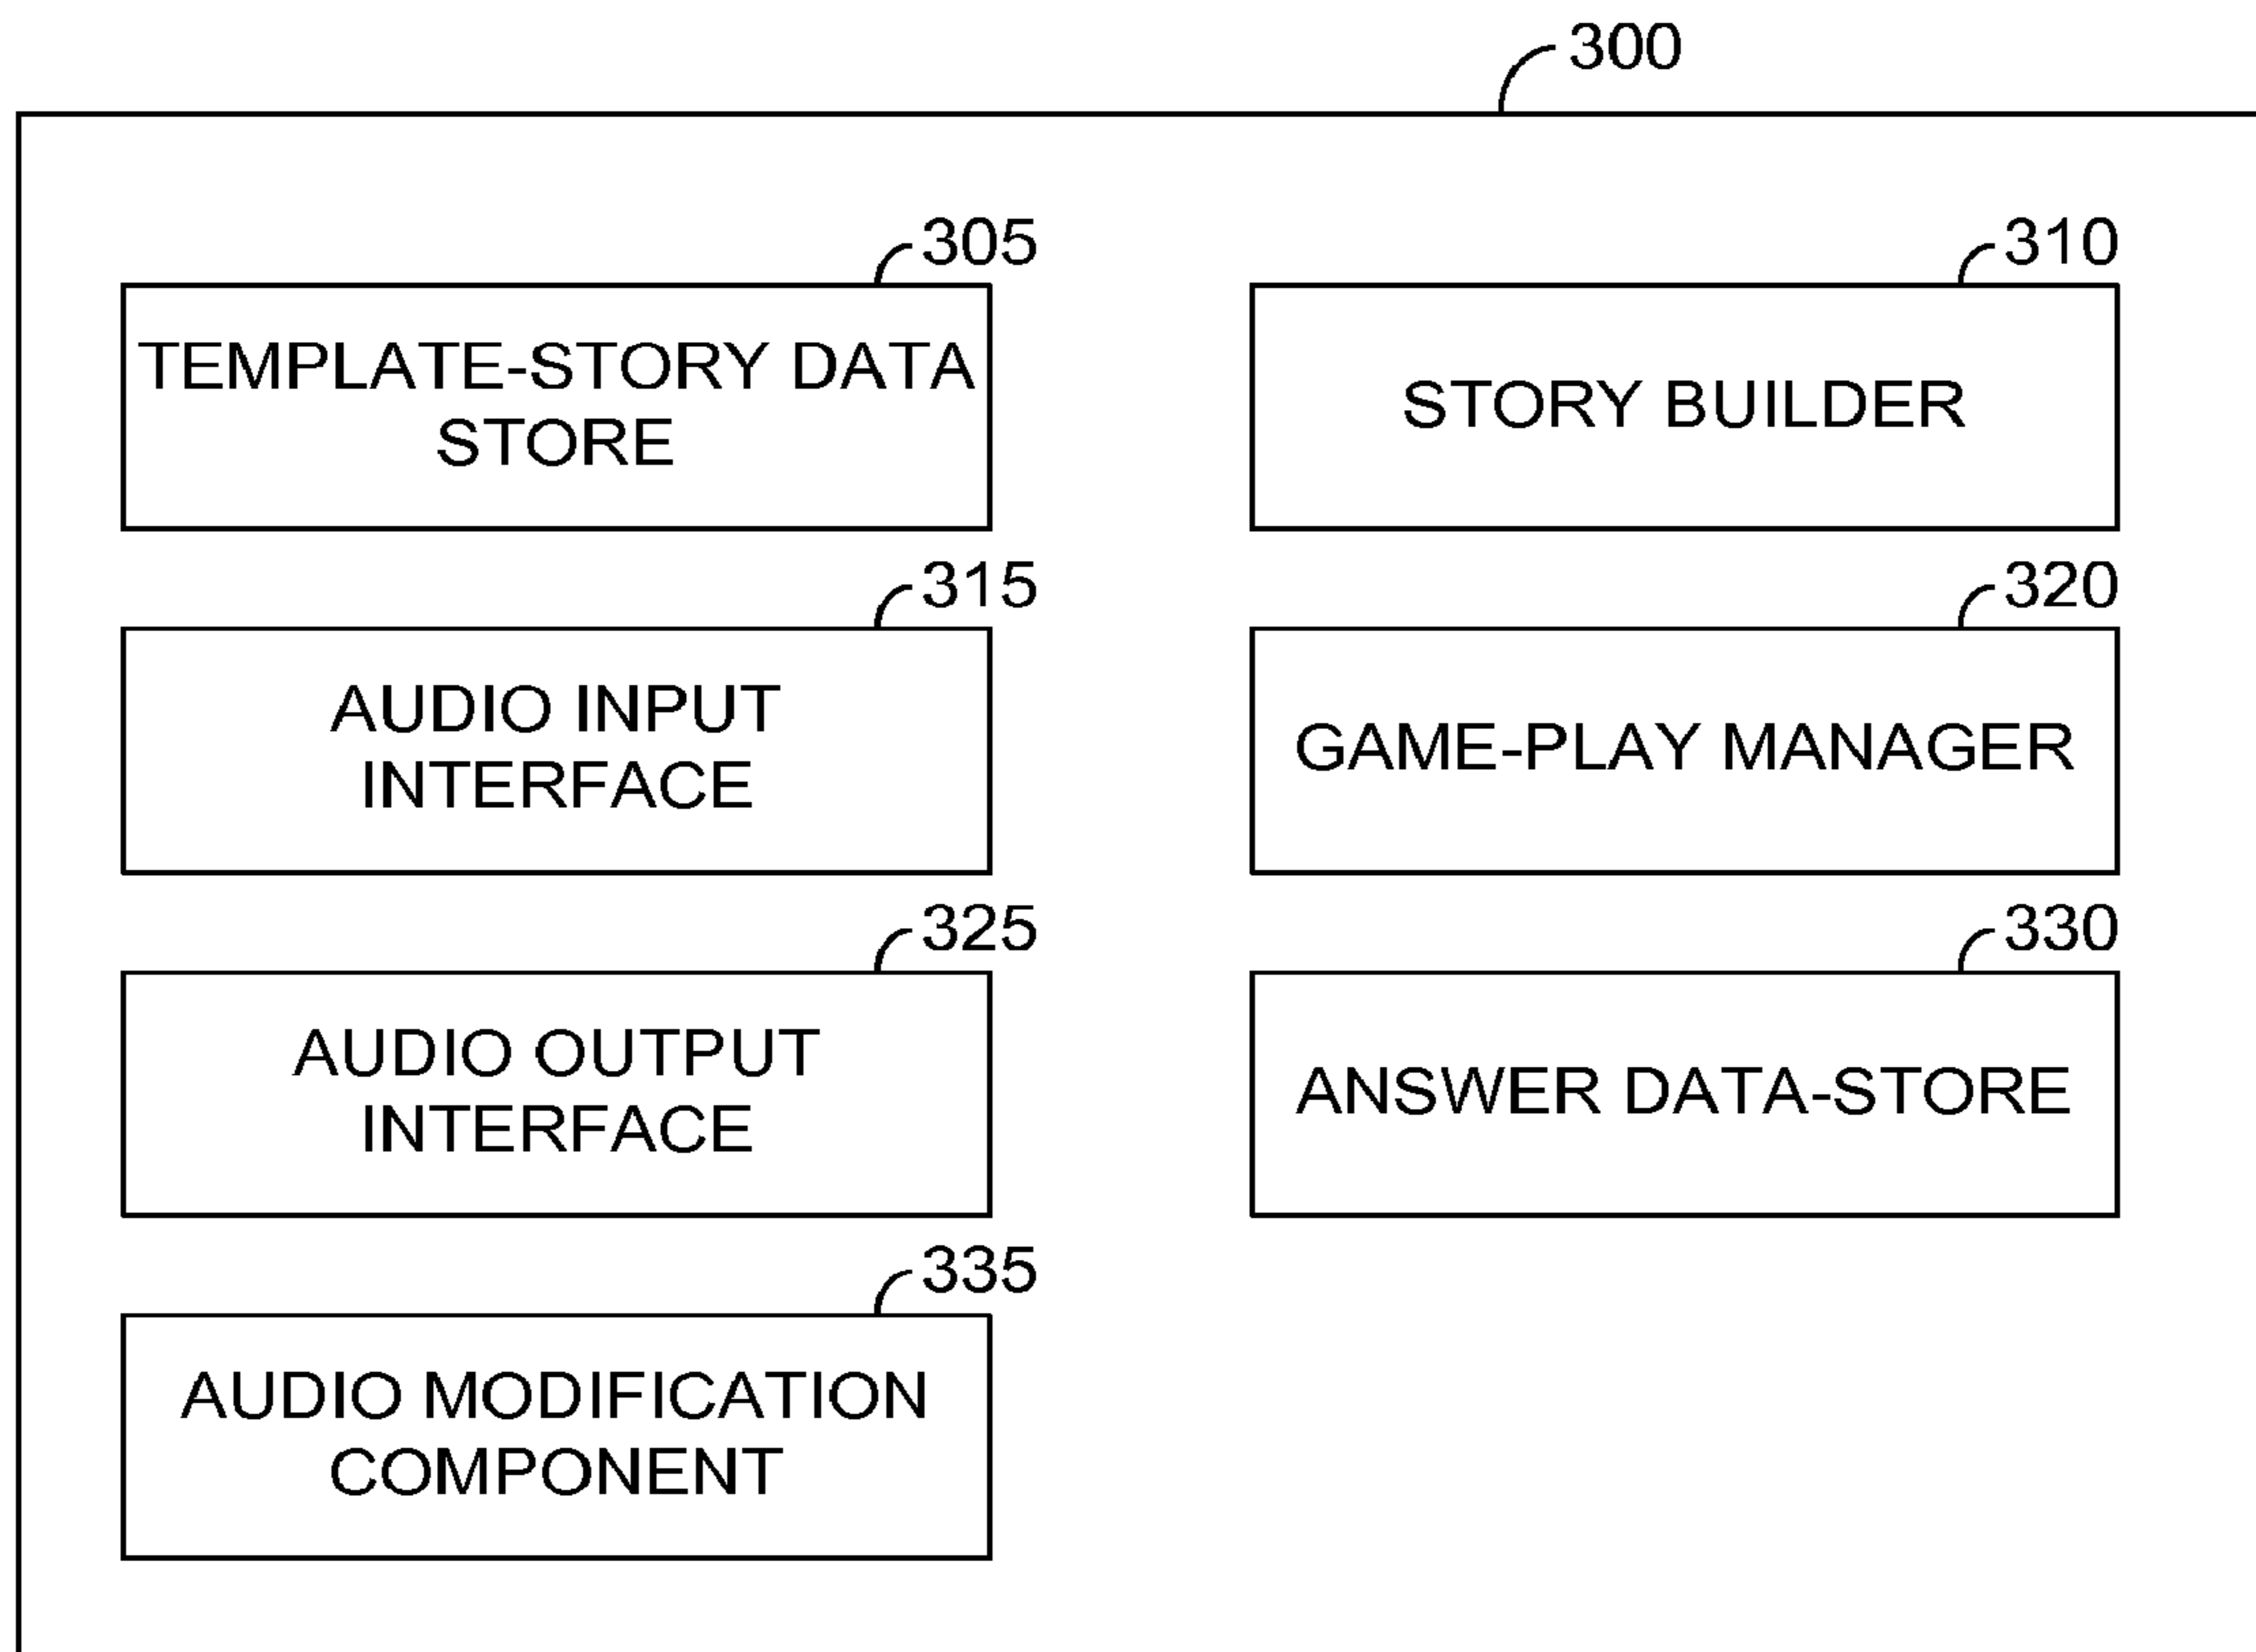 300
305
TEMPLATE-STORY DATA
STORE
310
STORY BUILDER
315
AUDIO INPUT
INTERFACE
320
GAME-PLAY MANAGER
325
AUDIO OUTPUT
INTERFACE
330
ANSWER DATA-STORE
335
AUDIO MODIFICATION
COMPONENT